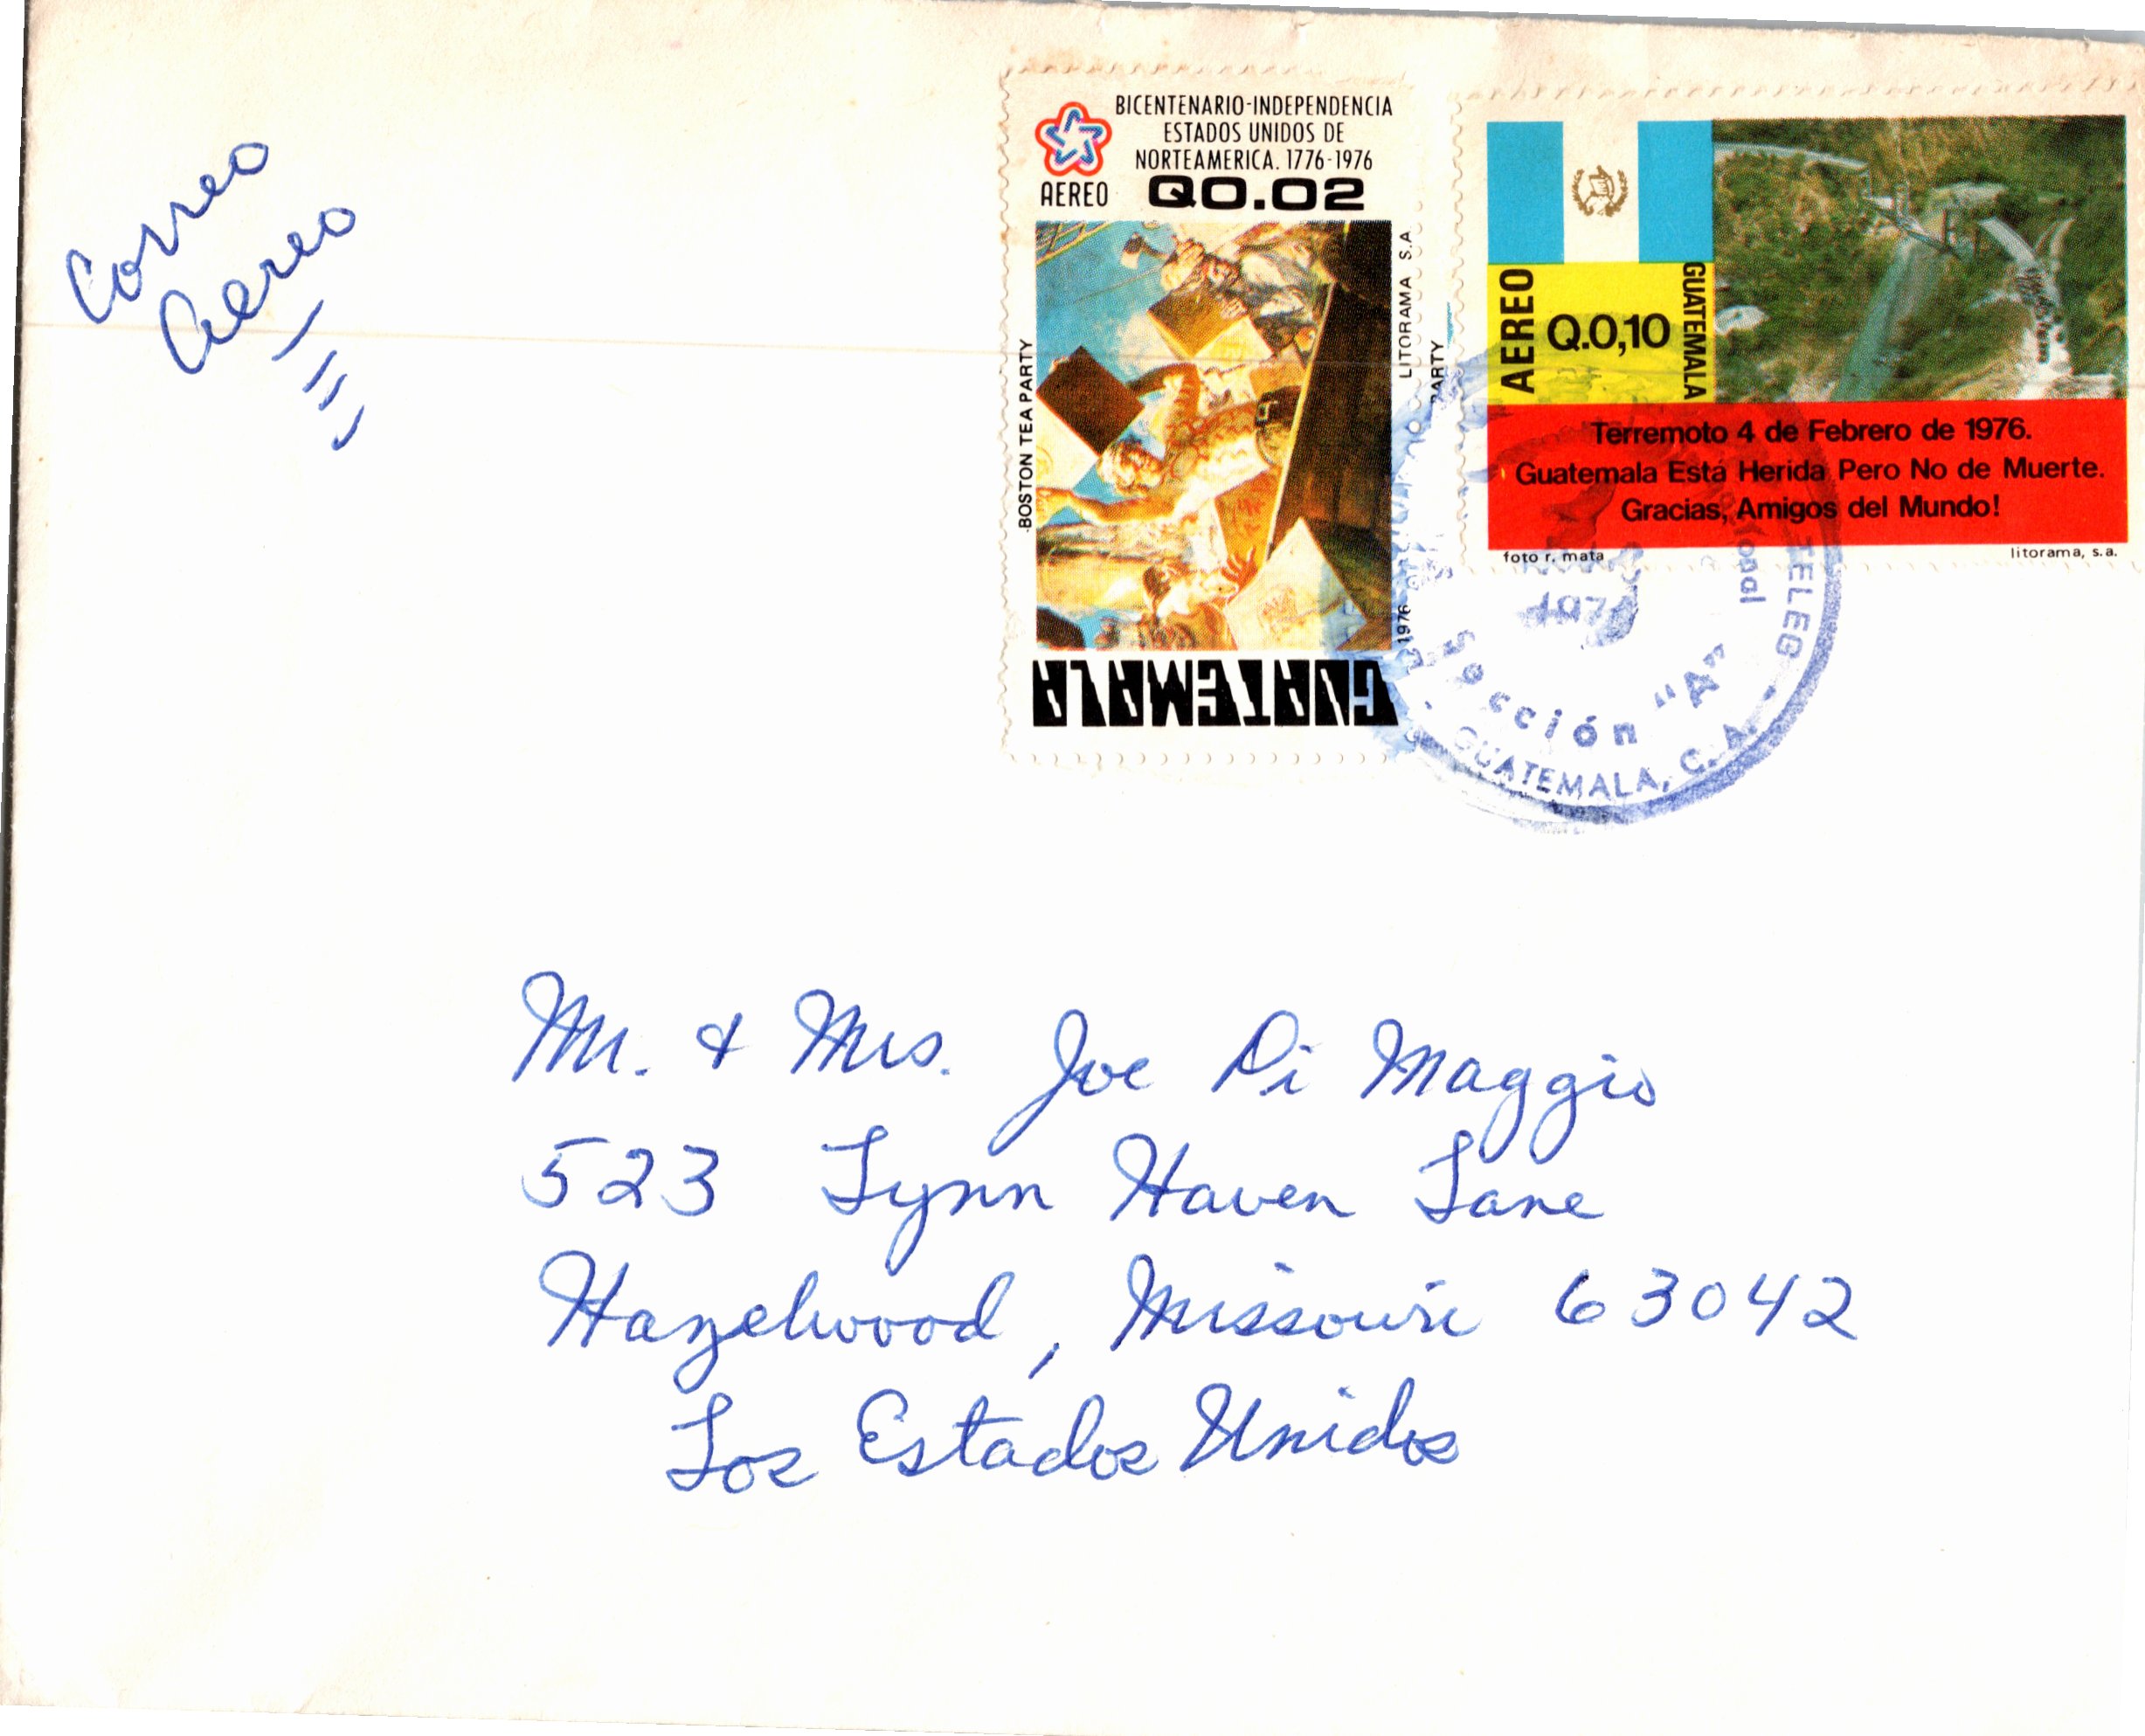 Correo
Aereo
BICENTENARIO-INDEPENDENCIA
ESTADOS UNIDOS DE
NORTEAMERICA. 1776-1976
AEREO Q0.02
BOSTON TEA PARTY
LITORAMA S.A.
1976
GUATEMALA
PARTY
AEREO
Q.0,10
GUATEMALA
Terremoto 4 de Febrero de 1976.
Guatemala Está Herida Pero No de Muerte.
Gracias, Amigos del Mundo!
foto r. mata
litorama, s.a.
TELEG.
Sección "A"
GUATEMALA, C. A.
Mr. & Mrs. Joe Di Maggio
523 Lynn Haven Lane
Hazelwood, Missouri 63042
Los Estados Unidos